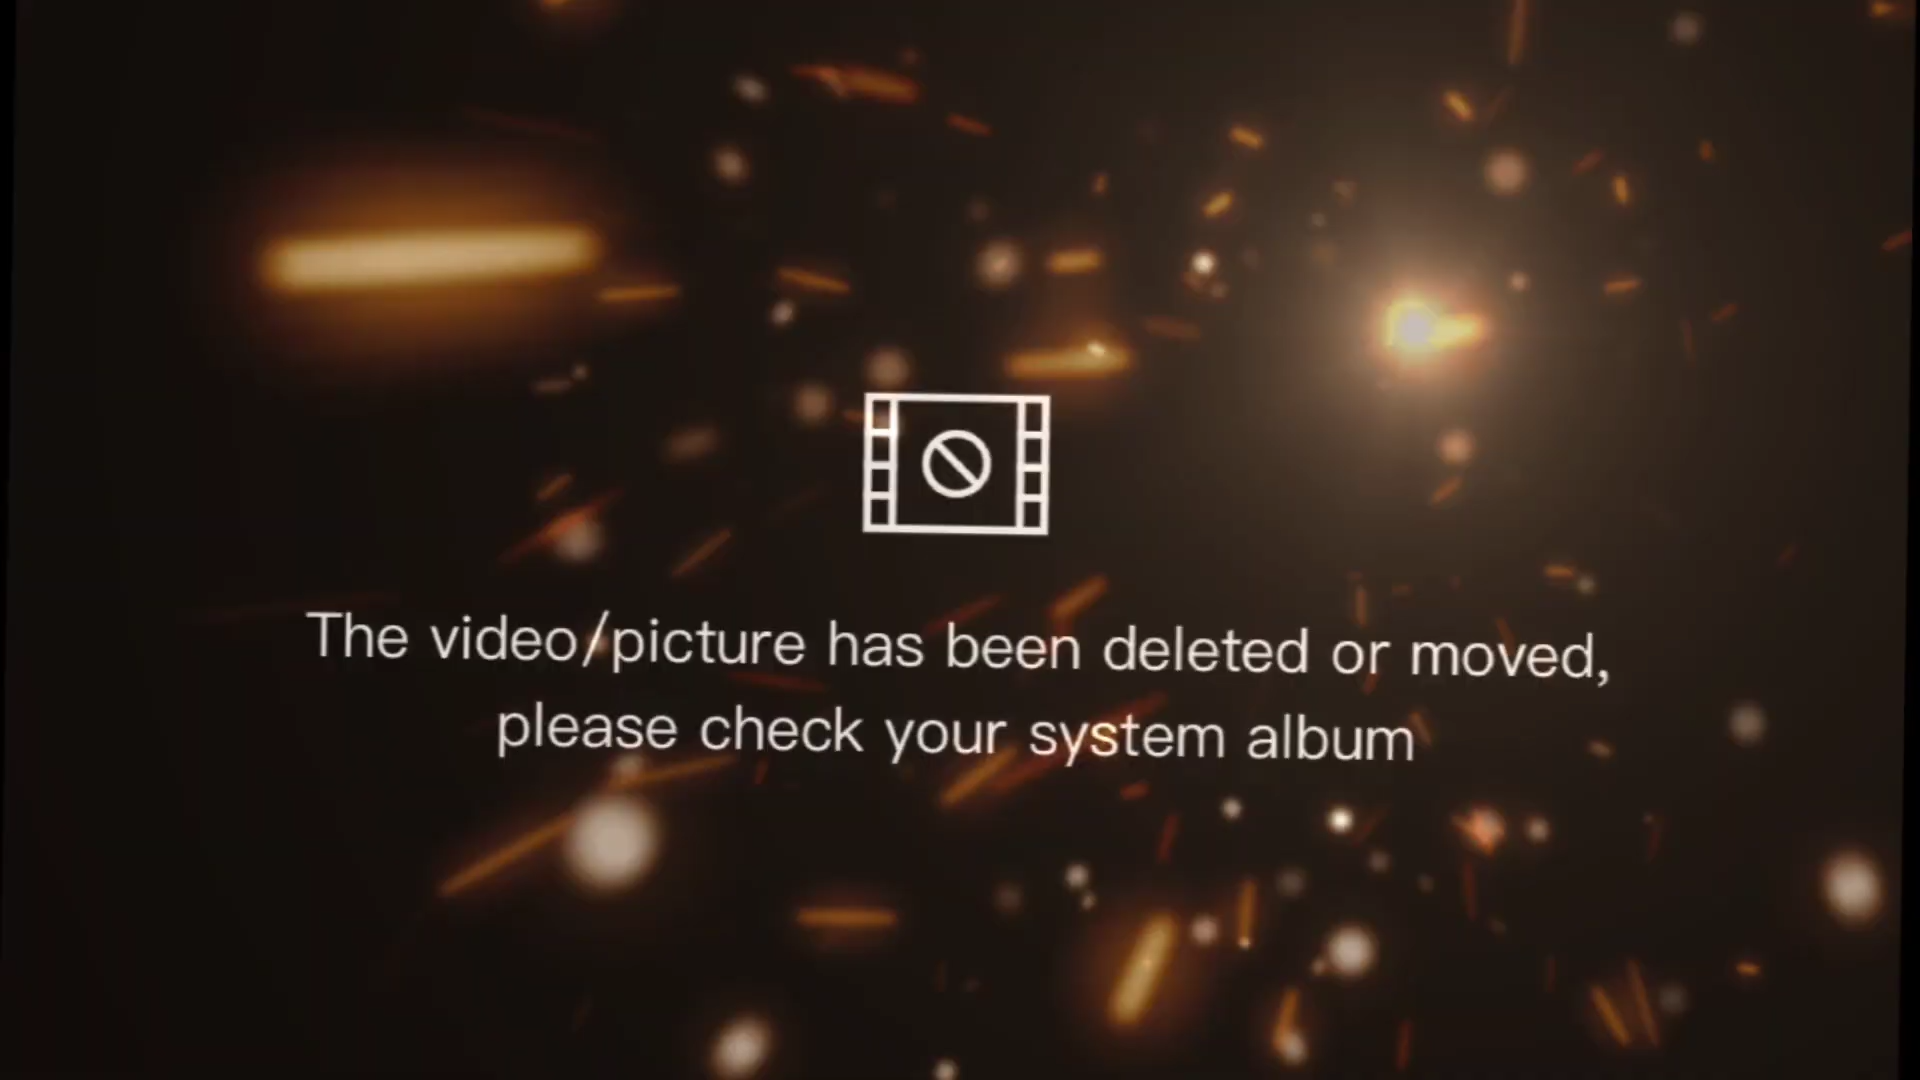 The video/picture has been deleted or moved,
please check your system album